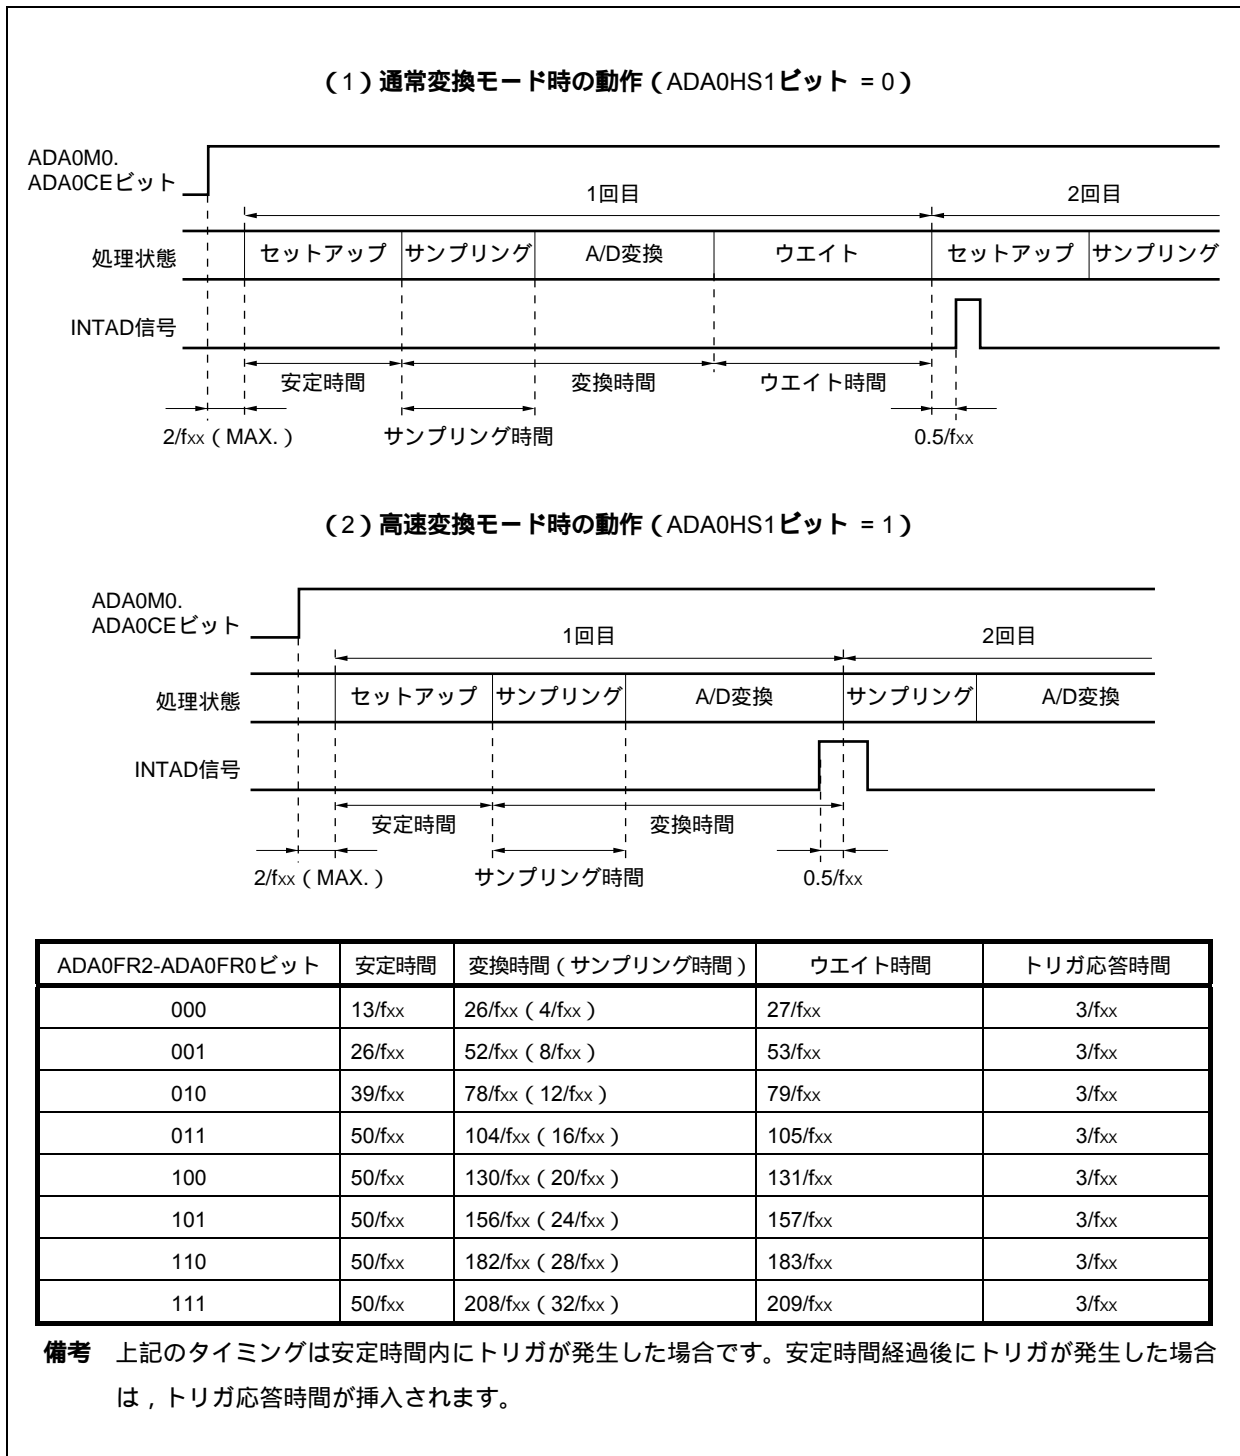 （1）通常変換モード時の動作（ADA0HS1ビット = 0）
ADA0M0.
ADA0CEビット
1回目 2回目
処理状態 セットアップ サンプリング A/D変換 ウエイト セットアップ サンプリング
INTAD信号
安定時間 変換時間 ウエイト時間
2/fxx（MAX.） サンプリング時間 0.5/fxx
（2）高速変換モード時の動作（ADA0HS1ビット = 1）
ADA0M0.
ADA0CEビット
1回目 2回目
処理状態 セットアップ サンプリング A/D変換 サンプリング A/D変換
INTAD信号
安定時間 変換時間
2/fxx（MAX.） サンプリング時間 0.5/fxx
ADA0FR2-ADA0FR0ビット 安定時間 変換時間（サンプリング時間） ウエイト時間 トリガ応答時間
000 13/fxx 26/fxx（4/fxx） 27/fxx 3/fxx
001 26/fxx 52/fxx（8/fxx） 53/fxx 3/fxx
010 39/fxx 78/fxx（12/fxx） 79/fxx 3/fxx
011 50/fxx 104/fxx（16/fxx） 105/fxx 3/fxx
100 50/fxx 130/fxx（20/fxx） 131/fxx 3/fxx
101 50/fxx 156/fxx（24/fxx） 157/fxx 3/fxx
110 50/fxx 182/fxx（28/fxx） 183/fxx 3/fxx
111 50/fxx 208/fxx（32/fxx） 209/fxx 3/fxx
備考 上記のタイミングは安定時間内にトリガが発生した場合です。安定時間経過後にトリガが発生した場合
は，トリガ応答時間が挿入されます。